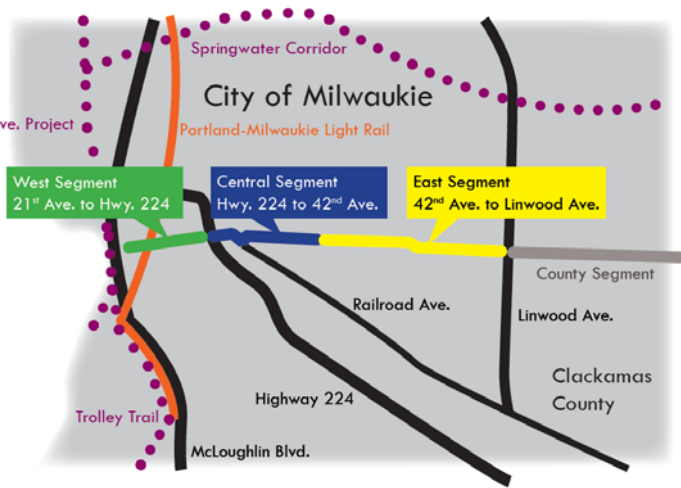 Springwater Corridor
City of Milwaukie
ve. Project
Portland-Milwaukie Light Rail
West Segment
21st Ave. to Hwy. 224
Central Segment
Hwy. 224 to 42nd Ave.
East Segment
42nd Ave. to Linwood Ave.
County Segment
Railroad Ave.
Linwood Ave.
Clackamas
County
Highway 224
Trolley Trail
McLoughlin Blvd.